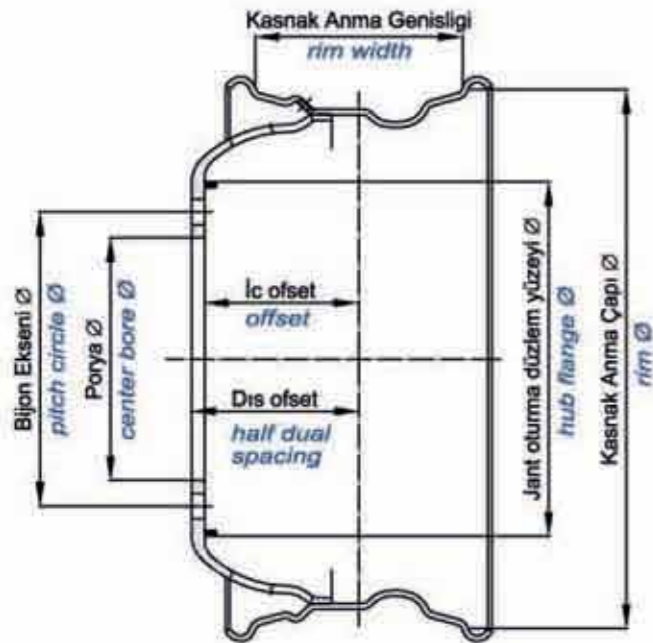 Kasnak Anma Genisligi
rim width
Bijon Ekseni Ø
pitch circle Ø
Porya Ø
center bore Ø
İc ofset
offset
Dıs ofset
half dual
spacing
Jant oturma düzlem yüzeyi Ø
hub flange Ø
Kasnak Anma Çapı Ø
rim Ø